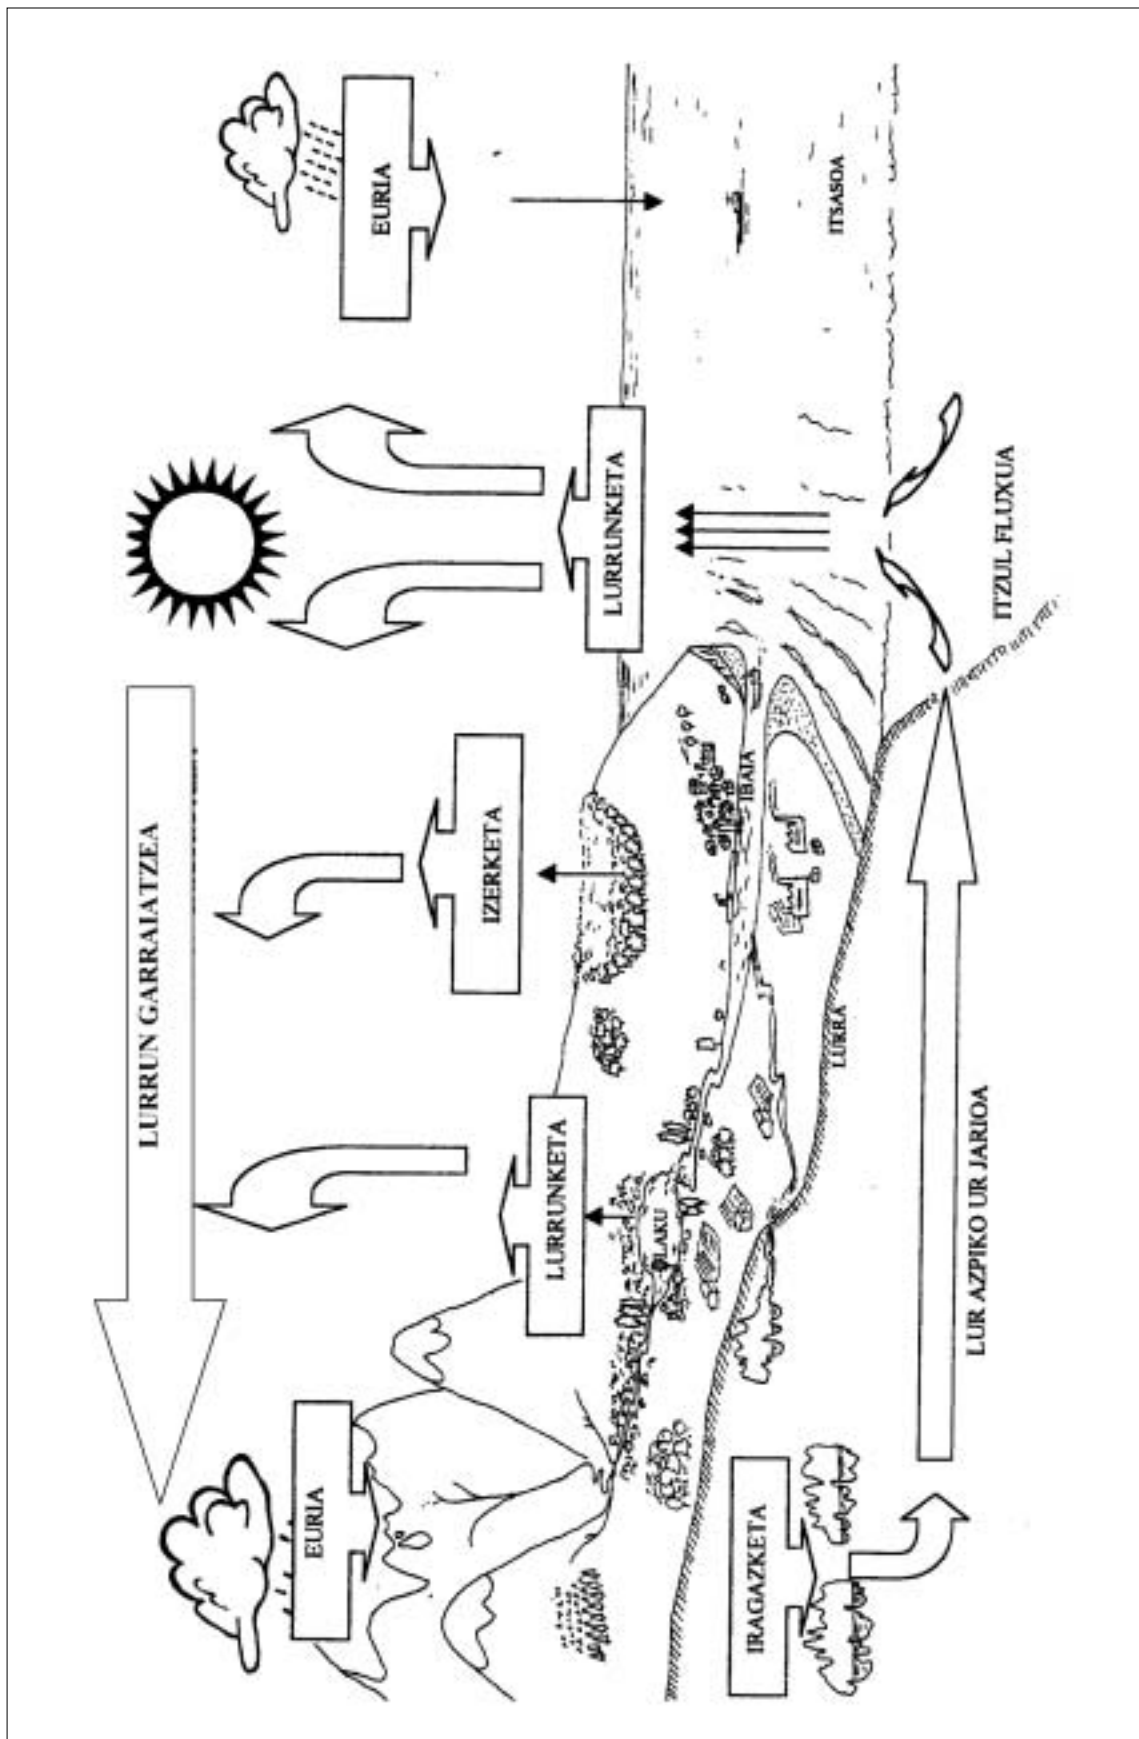 LURRUN GARRAIATZEA
EURIA
EURIA
IZERKETA
LURRUNKETA
LURRUNKETA
LAKU
IBAIA
IRAGAZKETA
LURRA
ITSASOA
LUR AZPIKO UR JARIOA
ITZUL FLUXUA